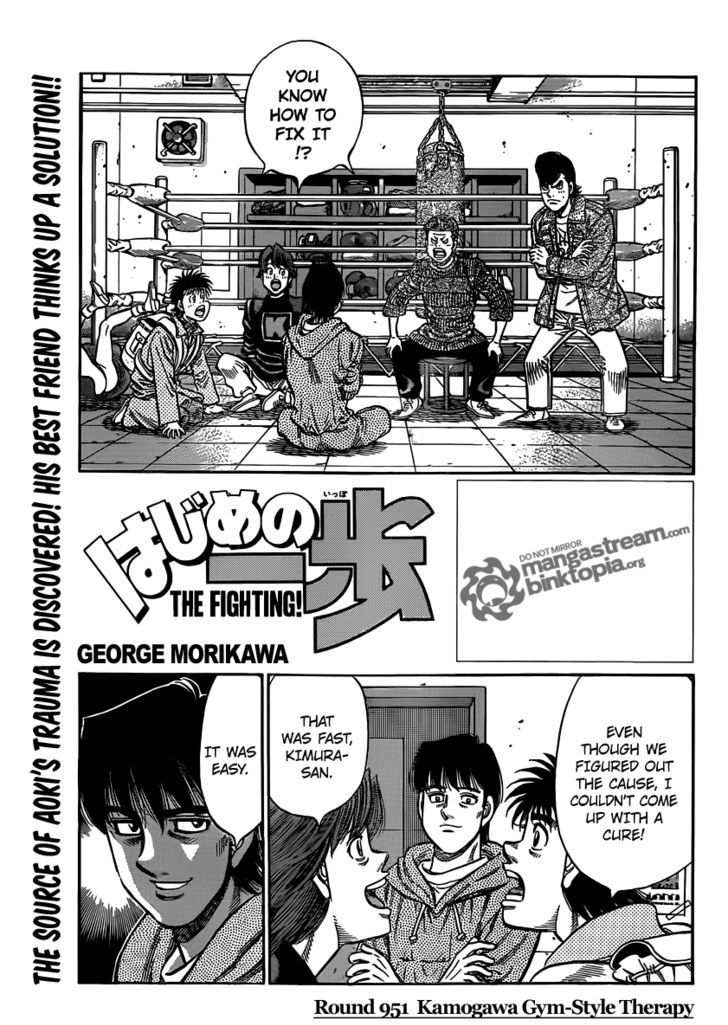 THE SOURCE OF AOKI'S TRAUMA IS DISCOVERED! HIS BEST FRIEND THINKS UP A SOLUTION!!
YOU
KNOW
HOW TO
FIX IT
!?
K
はじめの一歩
いっぽ
THE FIGHTING!
GEORGE MORIKAWA
DO NOT MIRROR
mangastream.com
binktopia.org
EVEN
THOUGH WE
FIGURED OUT
THE CAUSE, I
COULDN'T COME
UP WITH A
CURE!
THAT
WAS FAST,
KIMURA-
SAN.
IT WAS
EASY.
Round 951 Kamogawa Gym-Style Therapy